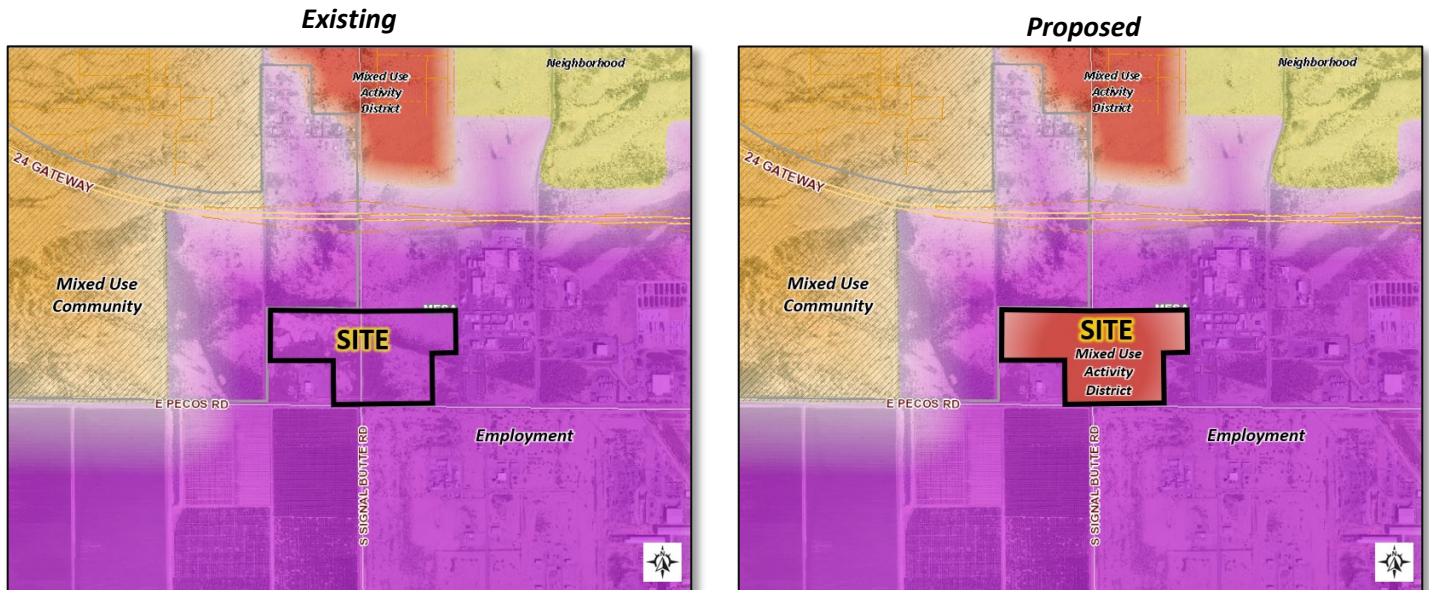 Existing
Mixed Use
Activity
District
Neighborhood
24 GATEWAY
Mixed Use
Community
MESA
SITE
E PECOS RD
Employment
S SIGNAL BUTTE RD
N
Proposed
Mixed Use
Activity
District
Neighborhood
24 GATEWAY
Mixed Use
Community
MESA
SITE
Mixed Use
Activity
District
E PECOS RD
Employment
S SIGNAL BUTTE RD
N